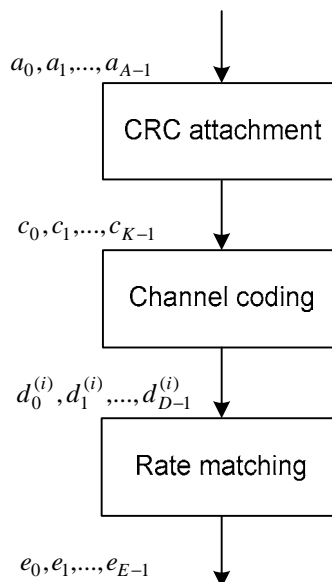 a_0, a_1,..., a_{A-1}
CRC attachment
c_0, c_1,..., c_{K-1}
Channel coding
d_0^{(i)}, d_1^{(i)},..., d_{D-1}^{(i)}
Rate matching
e_0, e_1,..., e_{E-1}